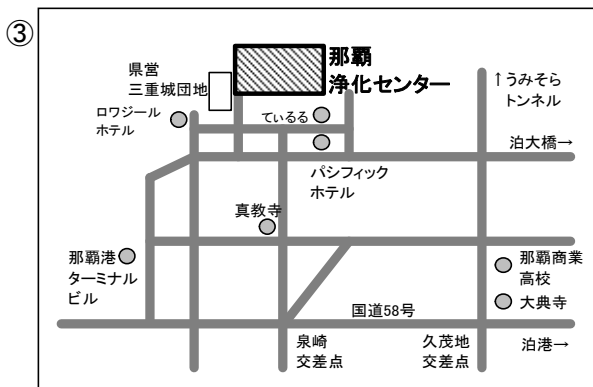 ③
県営
三重城団地
那覇
浄化センター
↑うみそら
トンネル
ロワジール
ホテル
ているる
泊大橋→
パシフィック
ホテル
真教寺
那覇港
ターミナル
ビル
那覇商業
高校
大典寺
国道58号
泉崎
交差点
久茂地
交差点
泊港→